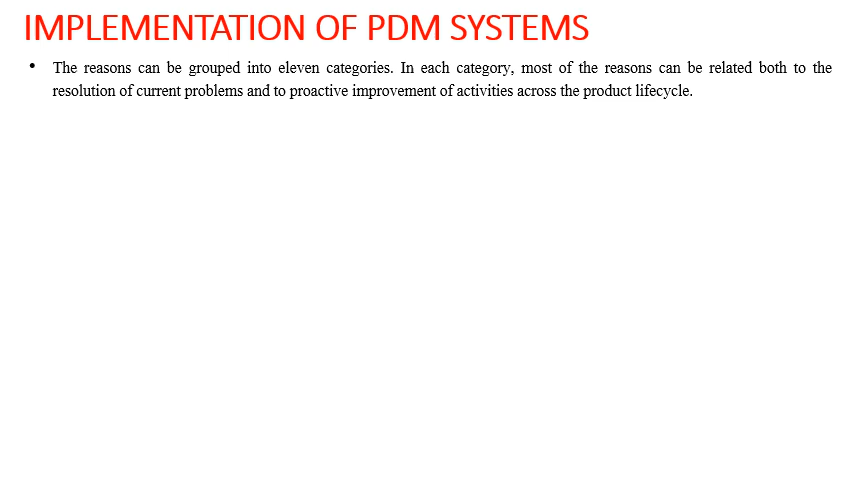 IMPLEMENTATION OF PDM SYSTEMS
• The reasons can be grouped into eleven categories. In each category, most of the reasons can be related both to the
resolution of current problems and to proactive improvement of activities across the product lifecycle.